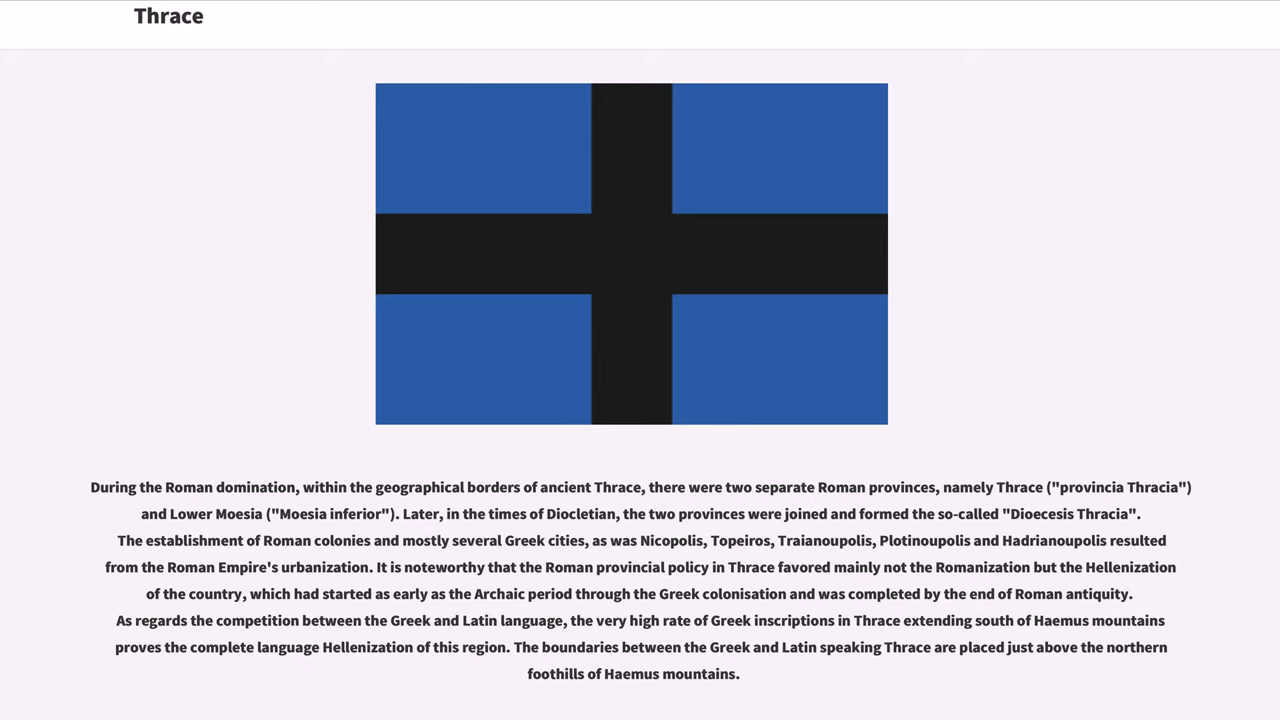 Thrace
During the Roman domination, within the geographical borders of ancient Thrace, there were two separate Roman provinces, namely Thrace ("provincia Thracia")
and Lower Moesia ("Moesia inferior"). Later, in the times of Diocletian, the two provinces were joined and formed the so-called "Dioecesis Thracia".
The establishment of Roman colonies and mostly several Greek cities, as was Nicopolis, Topeiros, Traianoupolis, Plotinoupolis and Hadrianoupolis resulted
from the Roman Empire's urbanization. It is noteworthy that the Roman provincial policy in Thrace favored mainly not the Romanization but the Hellenization
of the country, which had started as early as the Archaic period through the Greek colonisation and was completed by the end of Roman antiquity.
As regards the competition between the Greek and Latin language, the very high rate of Greek inscriptions in Thrace extending south of Haemus mountains
proves the complete language Hellenization of this region. The boundaries between the Greek and Latin speaking Thrace are placed just above the northern
foothills of Haemus mountains.